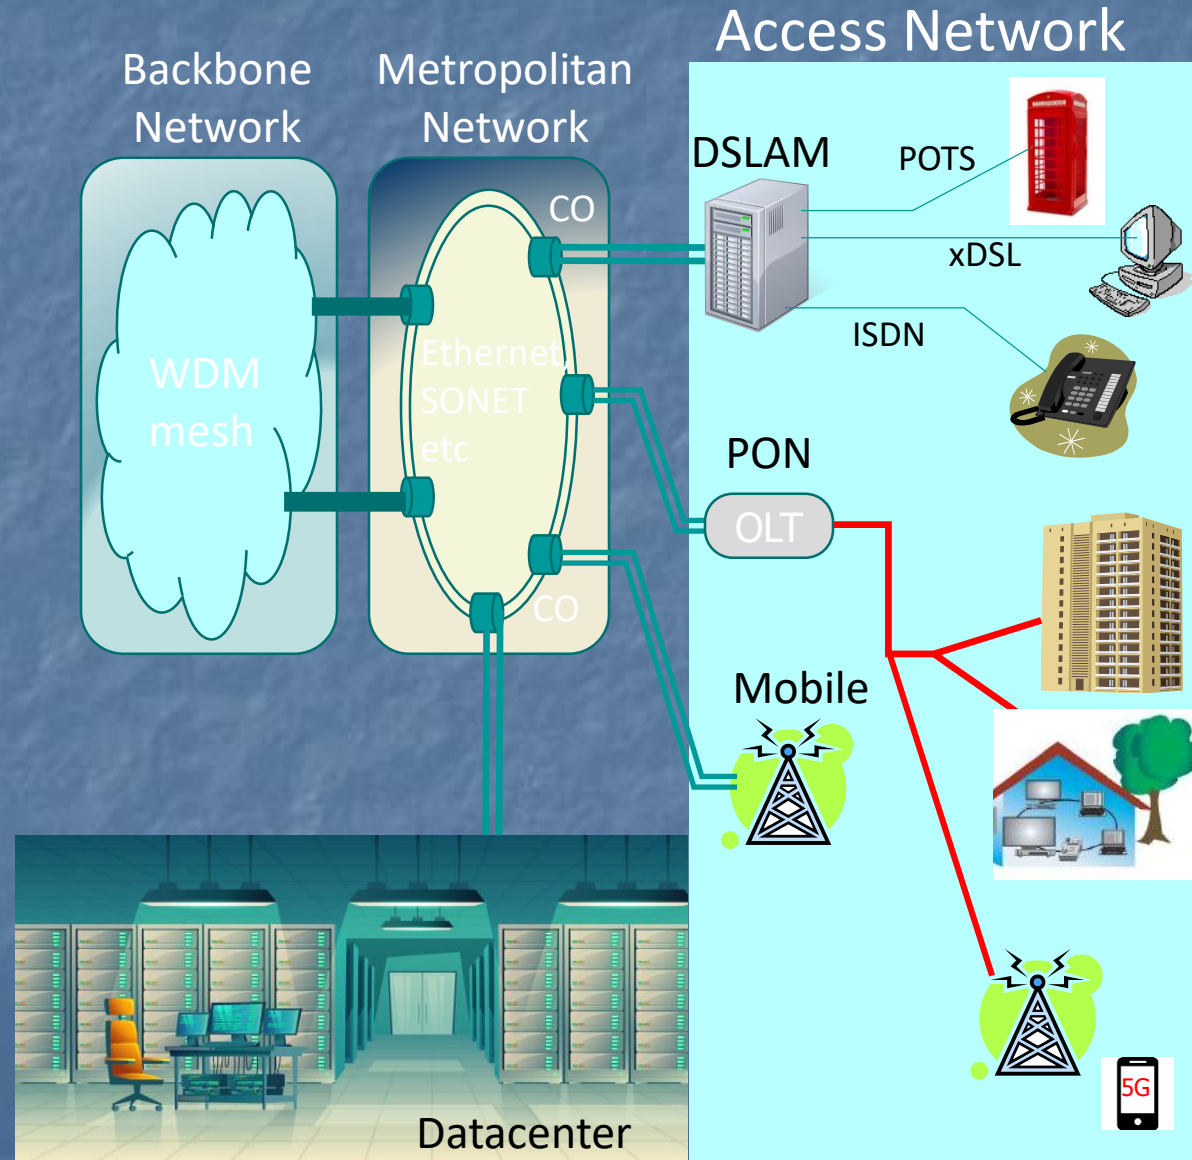 Access Network
Backbone
Network
Metropolitan
Network
DSLAM
POTS
CO
xDSL
ISDN
WDM
mesh
Ethernet,
SONET
etc
PON
OLT
CO
Mobile
5G
Datacenter